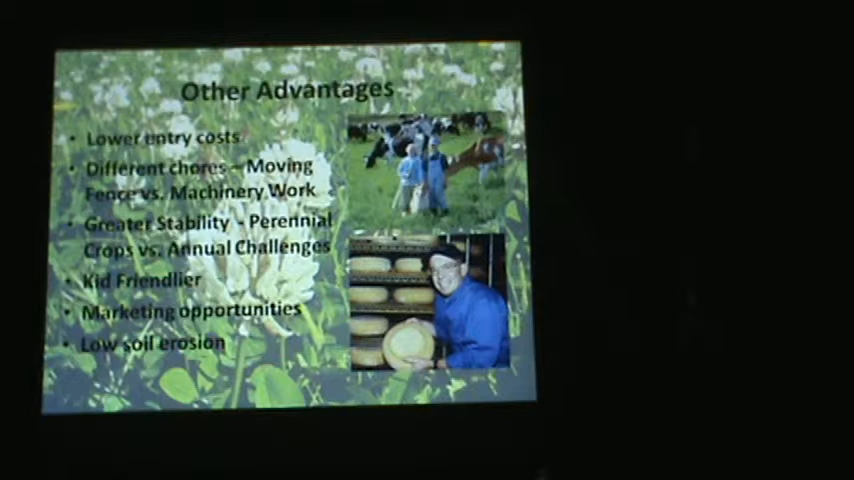 Other Advantages
• Lower entry costs
• Different chores – Moving
Fence vs. Machinery Work
• Greater Stability - Perennial
Crops vs. Annual Challenges
• Kid Friendlier
• Marketing opportunities
• Low soil erosion